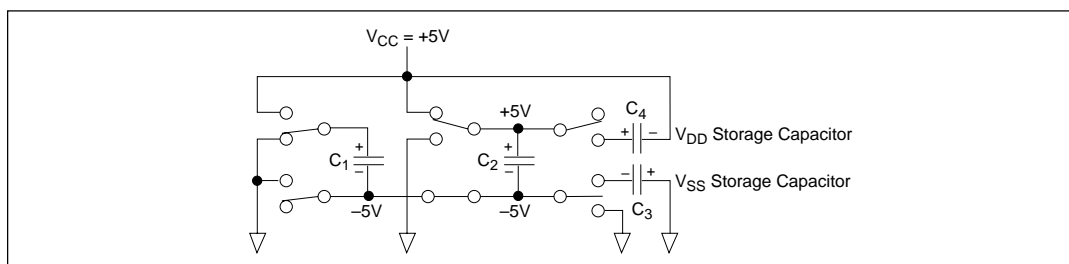 V_CC = +5V
+5V
C_4
+ –
V_DD Storage Capacitor
+
C_1
–
+
C_2
–
– +
V_SS Storage Capacitor
C_3
–5V
–5V